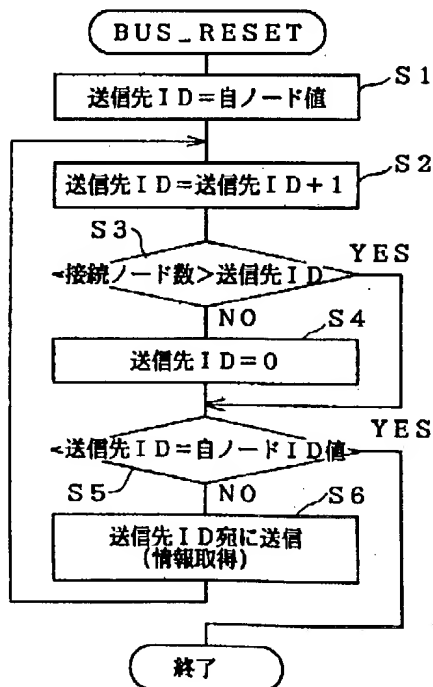 BUS_RESET
S1
送信先ID=自ノード値
S2
送信先ID=送信先ID+1
S3
接続ノード数>送信先ID
YES
NO
S4
送信先ID=0
送信先ID=自ノードID値
YES
S5
NO
S6
送信先ID宛に送信
(情報取得)
終了